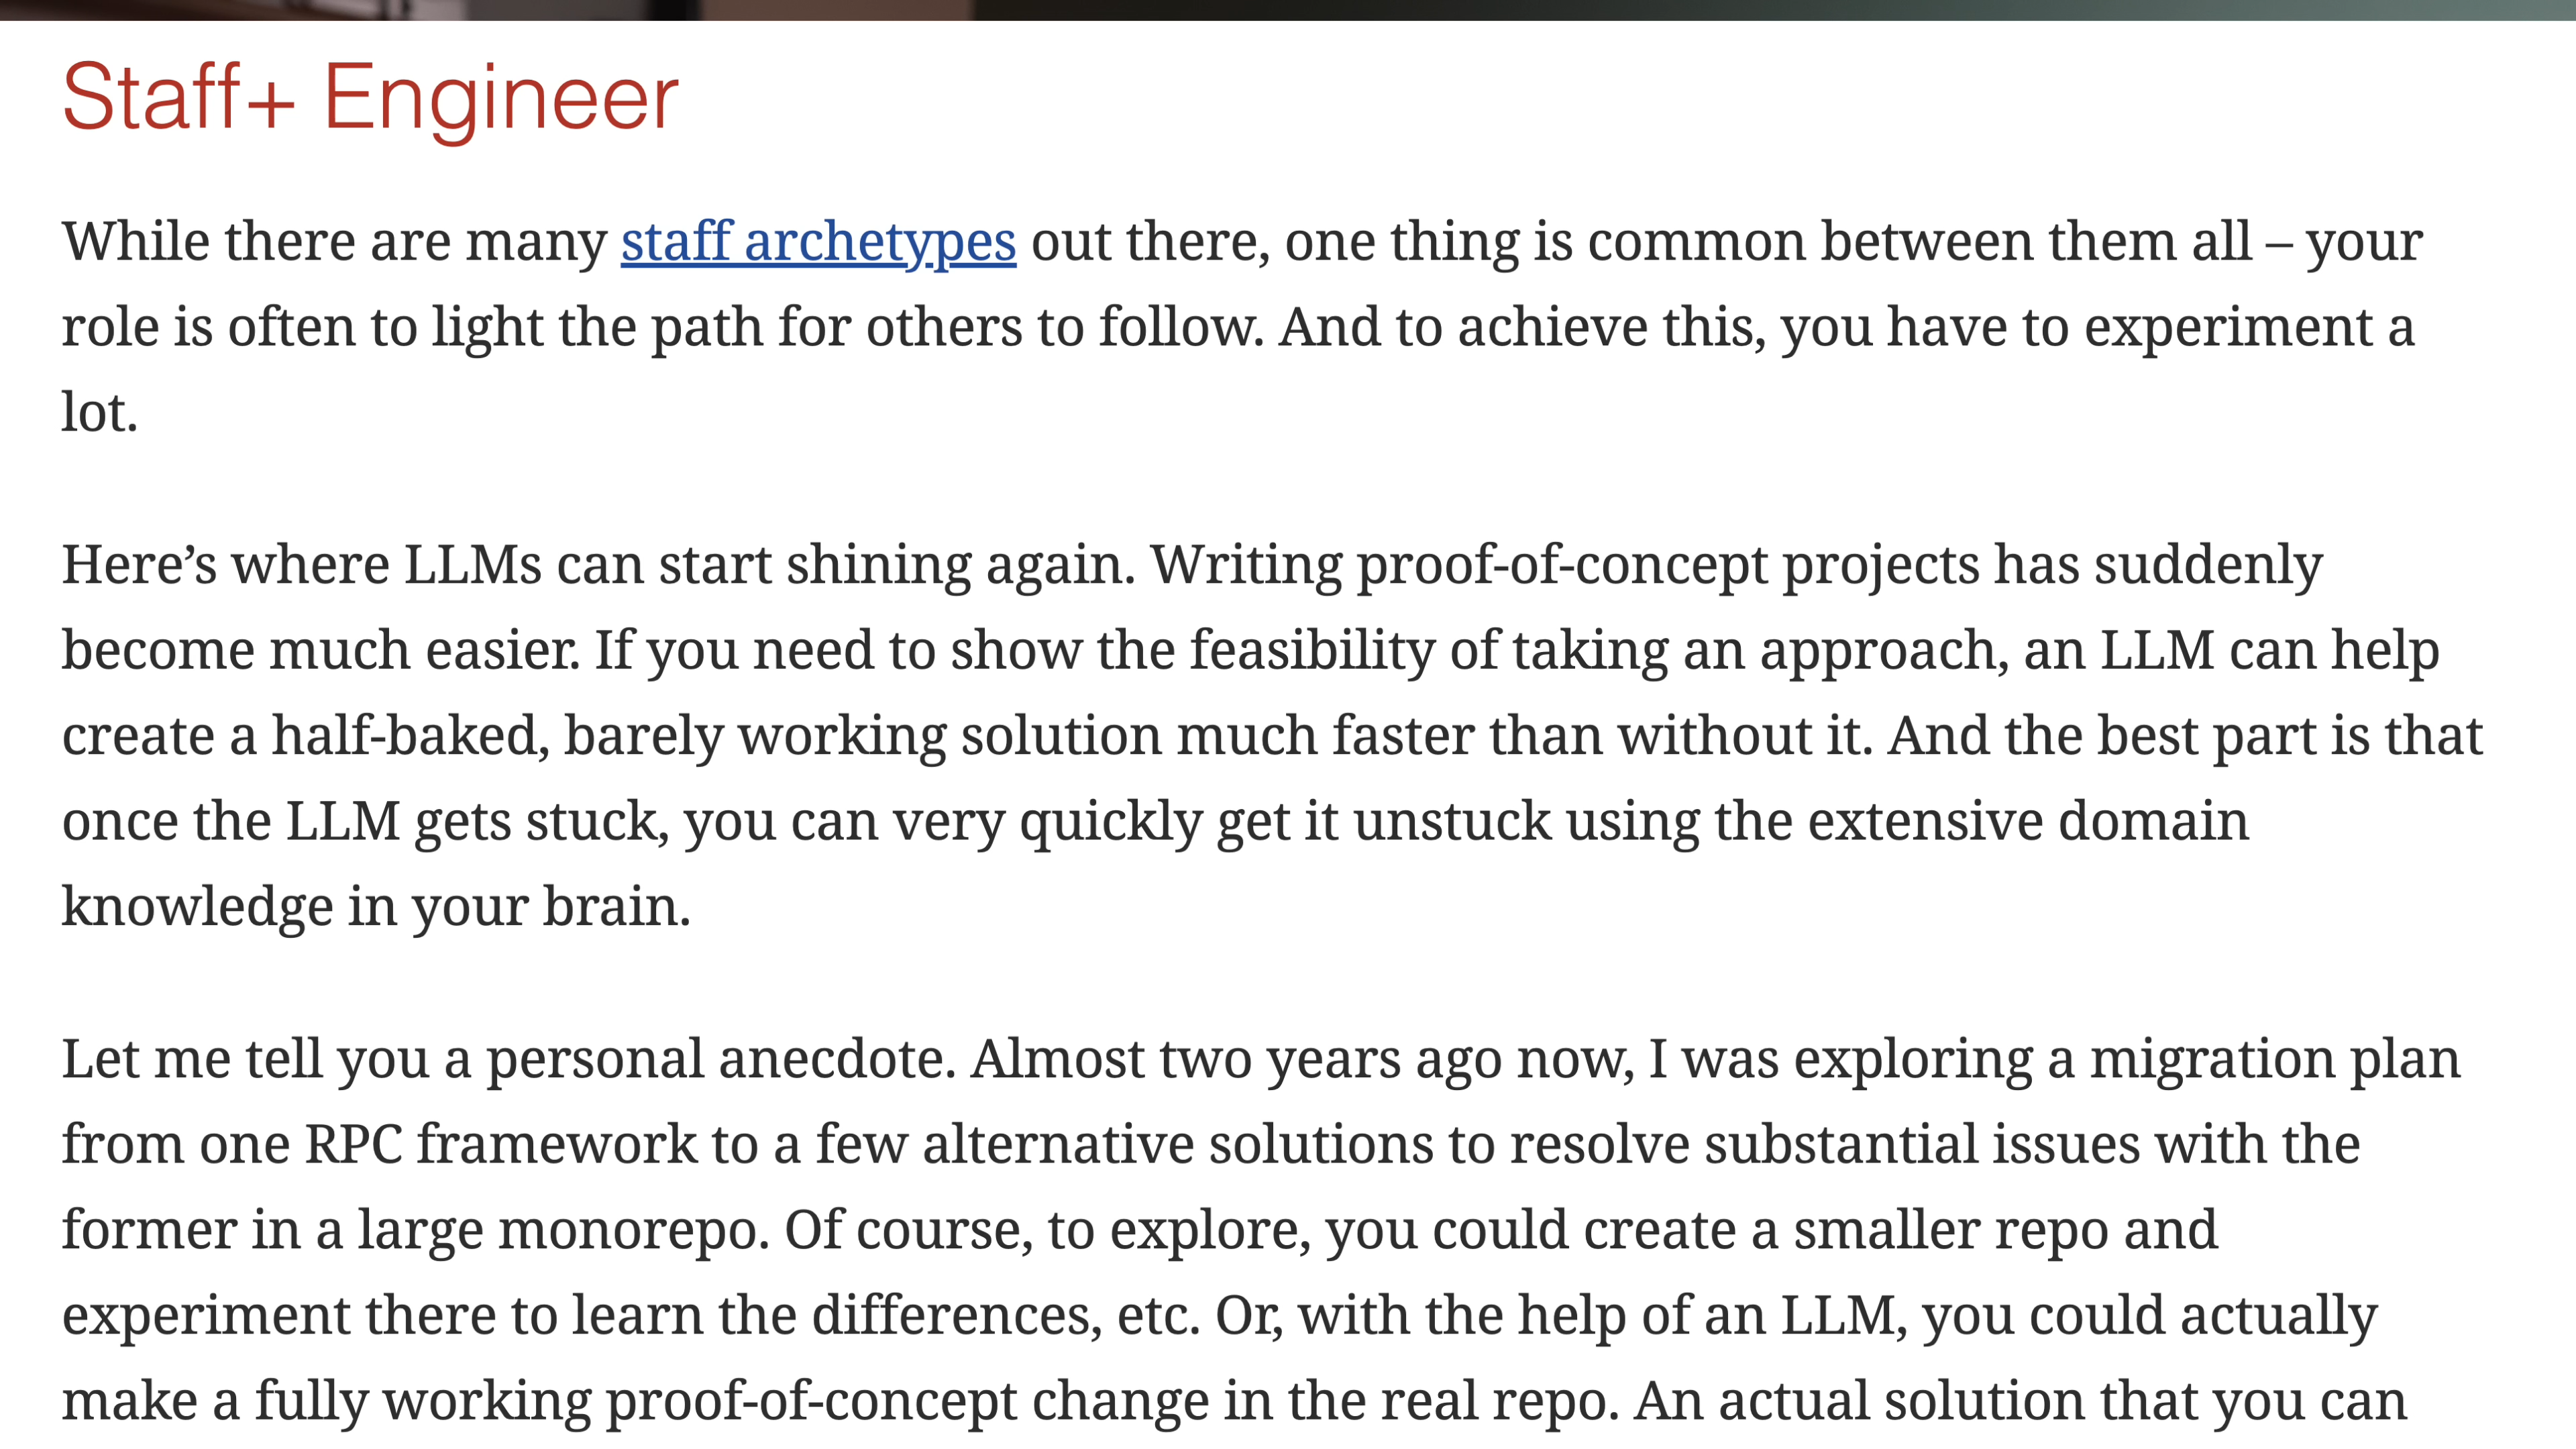 Staff+ Engineer
While there are many staff archetypes out there, one thing is common between them all – your
role is often to light the path for others to follow. And to achieve this, you have to experiment a
lot.
Here’s where LLMs can start shining again. Writing proof-of-concept projects has suddenly
become much easier. If you need to show the feasibility of taking an approach, an LLM can help
create a half-baked, barely working solution much faster than without it. And the best part is that
once the LLM gets stuck, you can very quickly get it unstuck using the extensive domain
knowledge in your brain.
Let me tell you a personal anecdote. Almost two years ago now, I was exploring a migration plan
from one RPC framework to a few alternative solutions to resolve substantial issues with the
former in a large monorepo. Of course, to explore, you could create a smaller repo and
experiment there to learn the differences, etc. Or, with the help of an LLM, you could actually
make a fully working proof-of-concept change in the real repo. An actual solution that you can